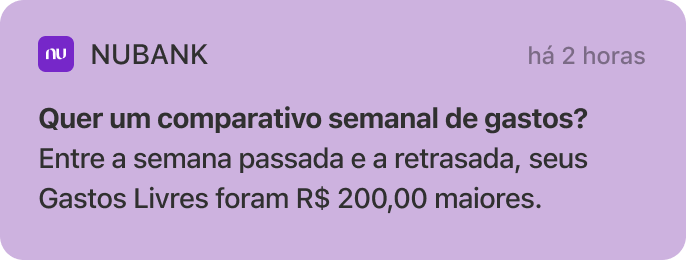 nu NUBANK há 2 horas
Quer um comparativo semanal de gastos?
Entre a semana passada e a retrasada, seus
Gastos Livres foram R$ 200,00 maiores.